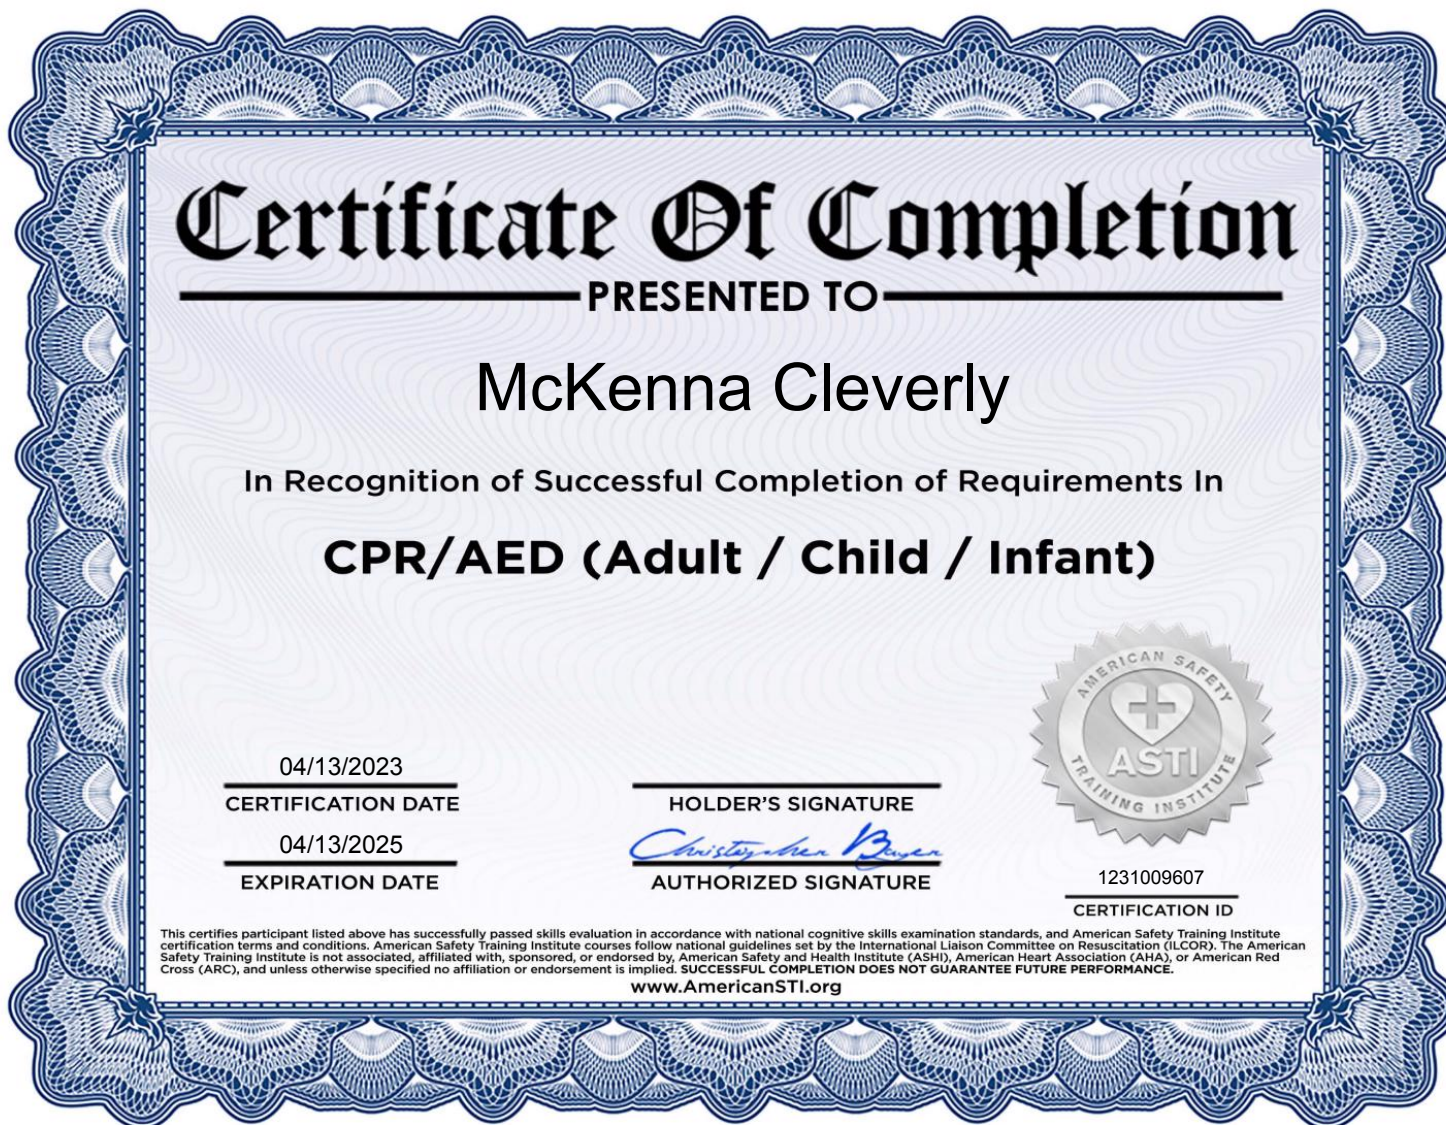 Certificate Of Completion
PRESENTED TO
McKenna Cleverly
In Recognition of Successful Completion of Requirements In
CPR/AED (Adult / Child / Infant)
04/13/2023
CERTIFICATION DATE
04/13/2025
EXPIRATION DATE
HOLDER'S SIGNATURE
Christopher Bayer
AUTHORIZED SIGNATURE
AMERICAN SAFETY
ASTI
TRAINING INSTITUTE
1231009607
CERTIFICATION ID
This certifies participant listed above has successfully passed skills evaluation in accordance with national cognitive skills examination standards, and American Safety Training Institute
certification terms and conditions. American Safety Training Institute courses follow national guidelines set by the International Liaison Committee on Resuscitation (ILCOR). The American
Safety Training Institute is not associated, affiliated with, sponsored, or endorsed by, American Safety and Health Institute (ASHI), American Heart Association (AHA), or American Red
Cross (ARC), and unless otherwise specified no affiliation or endorsement is implied. SUCCESSFUL COMPLETION DOES NOT GUARANTEE FUTURE PERFORMANCE.
www.AmericanSTI.org